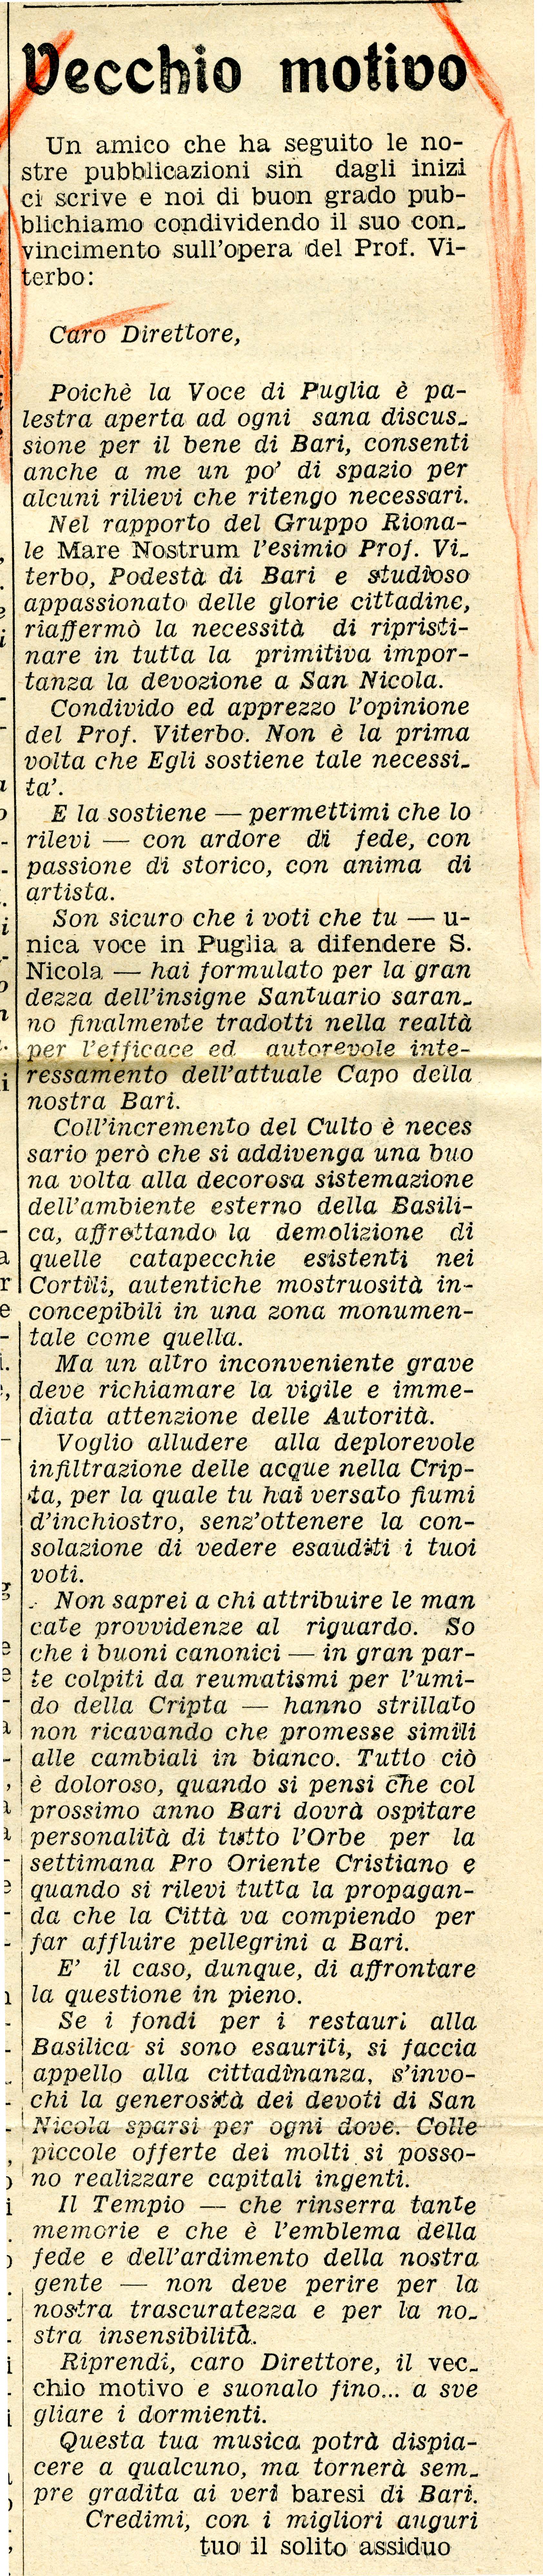 Vecchio motivo
Un amico che ha seguito le no-
stre pubblicazioni sin dagli inizi
ci scrive e noi di buon grado pub-
blichiamo condividendo il suo con-
vincimento sull'opera del Prof. Vi-
terbo:
Caro Direttore,
Poichè la Voce di Puglia è pa-
lestra aperta ad ogni sana discus-
sione per il bene di Bari, consenti
anche a me un po' di spazio per
alcuni rilievi che ritengo necessari.
Nel rapporto del Gruppo Riona-
le Mare Nostrum l'esimio Prof. Vi-
terbo, Podestà di Bari e studioso
appassionato delle glorie cittadine,
riaffermò la necessità di ripristi-
nare in tutta la primitiva impor-
tanza la devozione a San Nicola.
Condivido ed apprezzo l'opinione
del Prof. Viterbo. Non è la prima
volta che Egli sostiene tale necessi-
ta'.
E la sostiene — permettimi che lo
rilevi — con ardore di fede, con
passione di storico, con anima di
artista.
Son sicuro che i voti che tu — u-
nica voce in Puglia a difendere S.
Nicola — hai formulato per la gran
dezza dell'insigne Santuario saran-
no finalmente tradotti nella realtà
per l'efficace ed autorevole inte-
ressamento dell'attuale Capo della
nostra Bari.
Coll'incremento del Culto è neces
sario però che si addivenga una buo
na volta alla decorosa sistemazione
dell'ambiente esterno della Basili-
ca, affrettando la demolizione di
quelle catapecchie esistenti nei
Cortili, autentiche mostruosità in-
concepibili in una zona monumen-
tale come quella.
Ma un altro inconveniente grave
deve richiamare la vigile e imme-
diata attenzione delle Autorità.
Voglio alludere alla deplorevole
infiltrazione delle acque nella Crip-
ta, per la quale tu hai versato fiumi
d'inchiostro, senz'ottenere la con-
solazione di vedere esauditi i tuoi
voti.
Non saprei a chi attribuire le man
cate provvidenze al riguardo. So
che i buoni canonici — in gran par-
te colpiti da reumatismi per l'umi-
do della Cripta — hanno strillato
non ricavando che promesse simili
alle cambiali in bianco. Tutto ciò
è doloroso, quando si pensi che col
prossimo anno Bari dovrà ospitare
personalità di tutto l'Orbe per la
settimana Pro Oriente Cristiano e
quando si rilevi tutta la propagan-
da che la Città va compiendo per
far affluire pellegrini a Bari.
E' il caso, dunque, di affrontare
la questione in pieno.
Se i fondi per i restauri alla
Basilica si sono esauriti, si faccia
appello alla cittadinanza, s'invo-
chi la generosità dei devoti di San
Nicola sparsi per ogni dove. Colle
piccole offerte dei molti si posso-
no realizzare capitali ingenti.
Il Tempio — che rinserra tante
memorie e che è l'emblema della
fede e dell'ardimento della nostra
gente — non deve perire per la
nostra trascuratezza e per la no-
stra insensibilità.
Riprendi, caro Direttore, il vec-
chio motivo e suonalo fino... a sve
gliare i dormienti.
Questa tua musica potrà dispia-
cere a qualcuno, ma tornerà sem-
pre gradita ai veri baresi di Bari.
Credimi, con i migliori auguri
tuo il solito assiduo